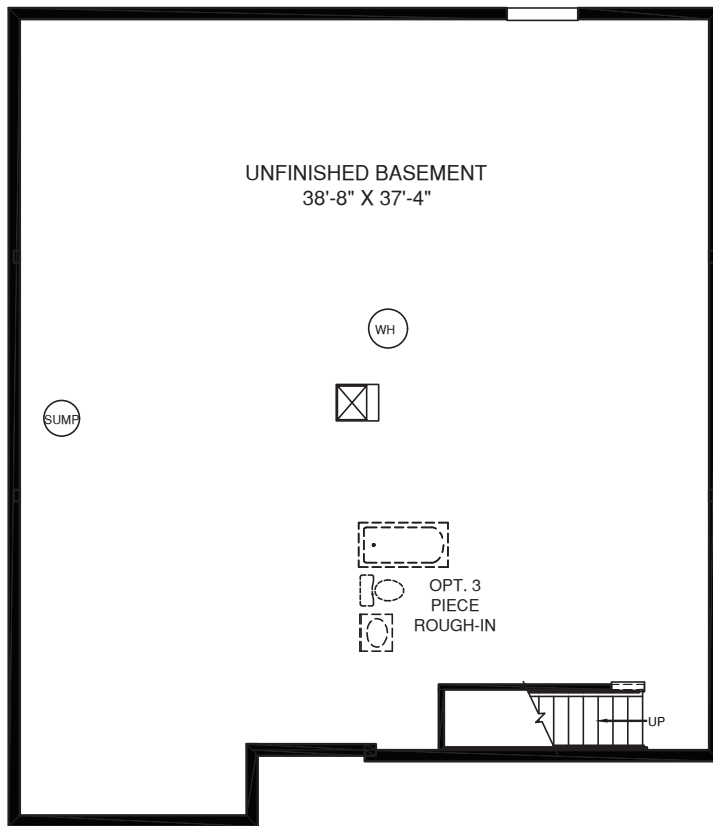 UNFINISHED BASEMENT
38'-8" X 37'-4"
WH
SUMP
OPT. 3
PIECE
ROUGH-IN
UP